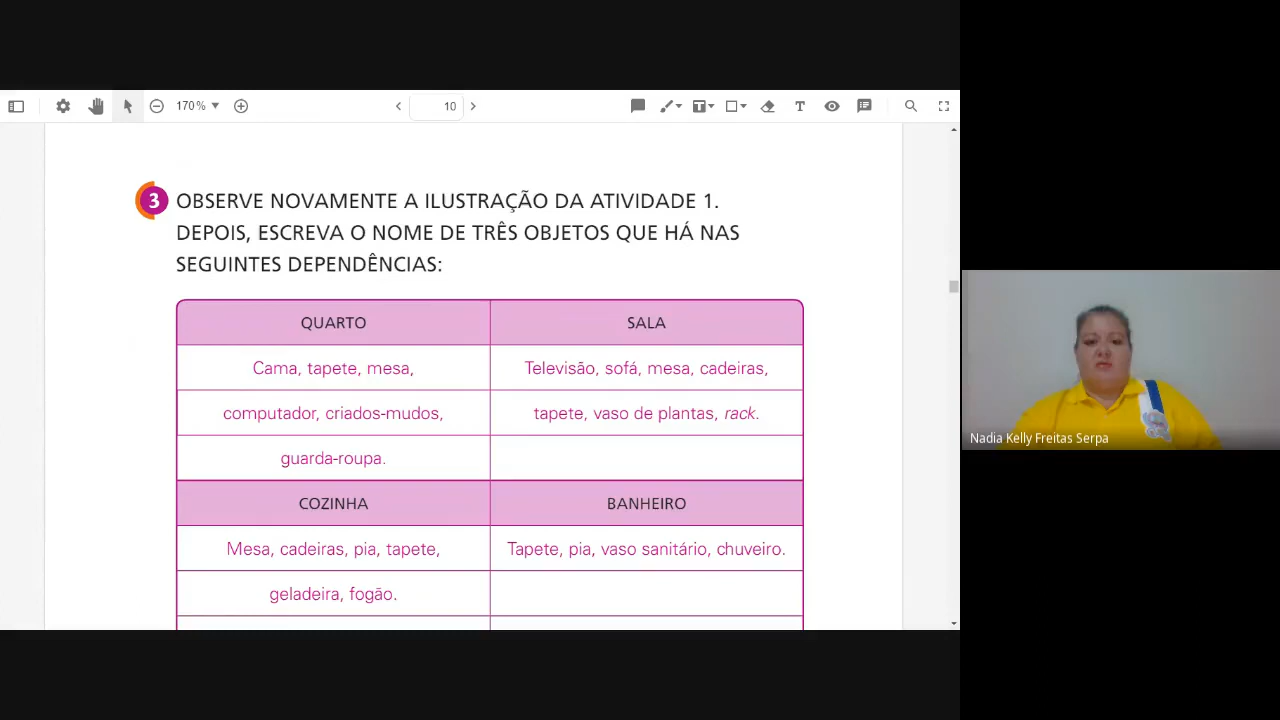 170%
10
3 OBSERVE NOVAMENTE A ILUSTRAÇÃO DA ATIVIDADE 1.
DEPOIS, ESCREVA O NOME DE TRÊS OBJETOS QUE HÁ NAS
SEGUINTES DEPENDÊNCIAS:
QUARTO
SALA
Cama, tapete, mesa,
Televisão, sofá, mesa, cadeiras,
computador, criados-mudos,
tapete, vaso de plantas, rack.
guarda-roupa.
COZINHA
BANHEIRO
Mesa, cadeiras, pia, tapete,
Tapete, pia, vaso sanitário, chuveiro.
geladeira, fogão.
Nadia Kelly Freitas Serpa